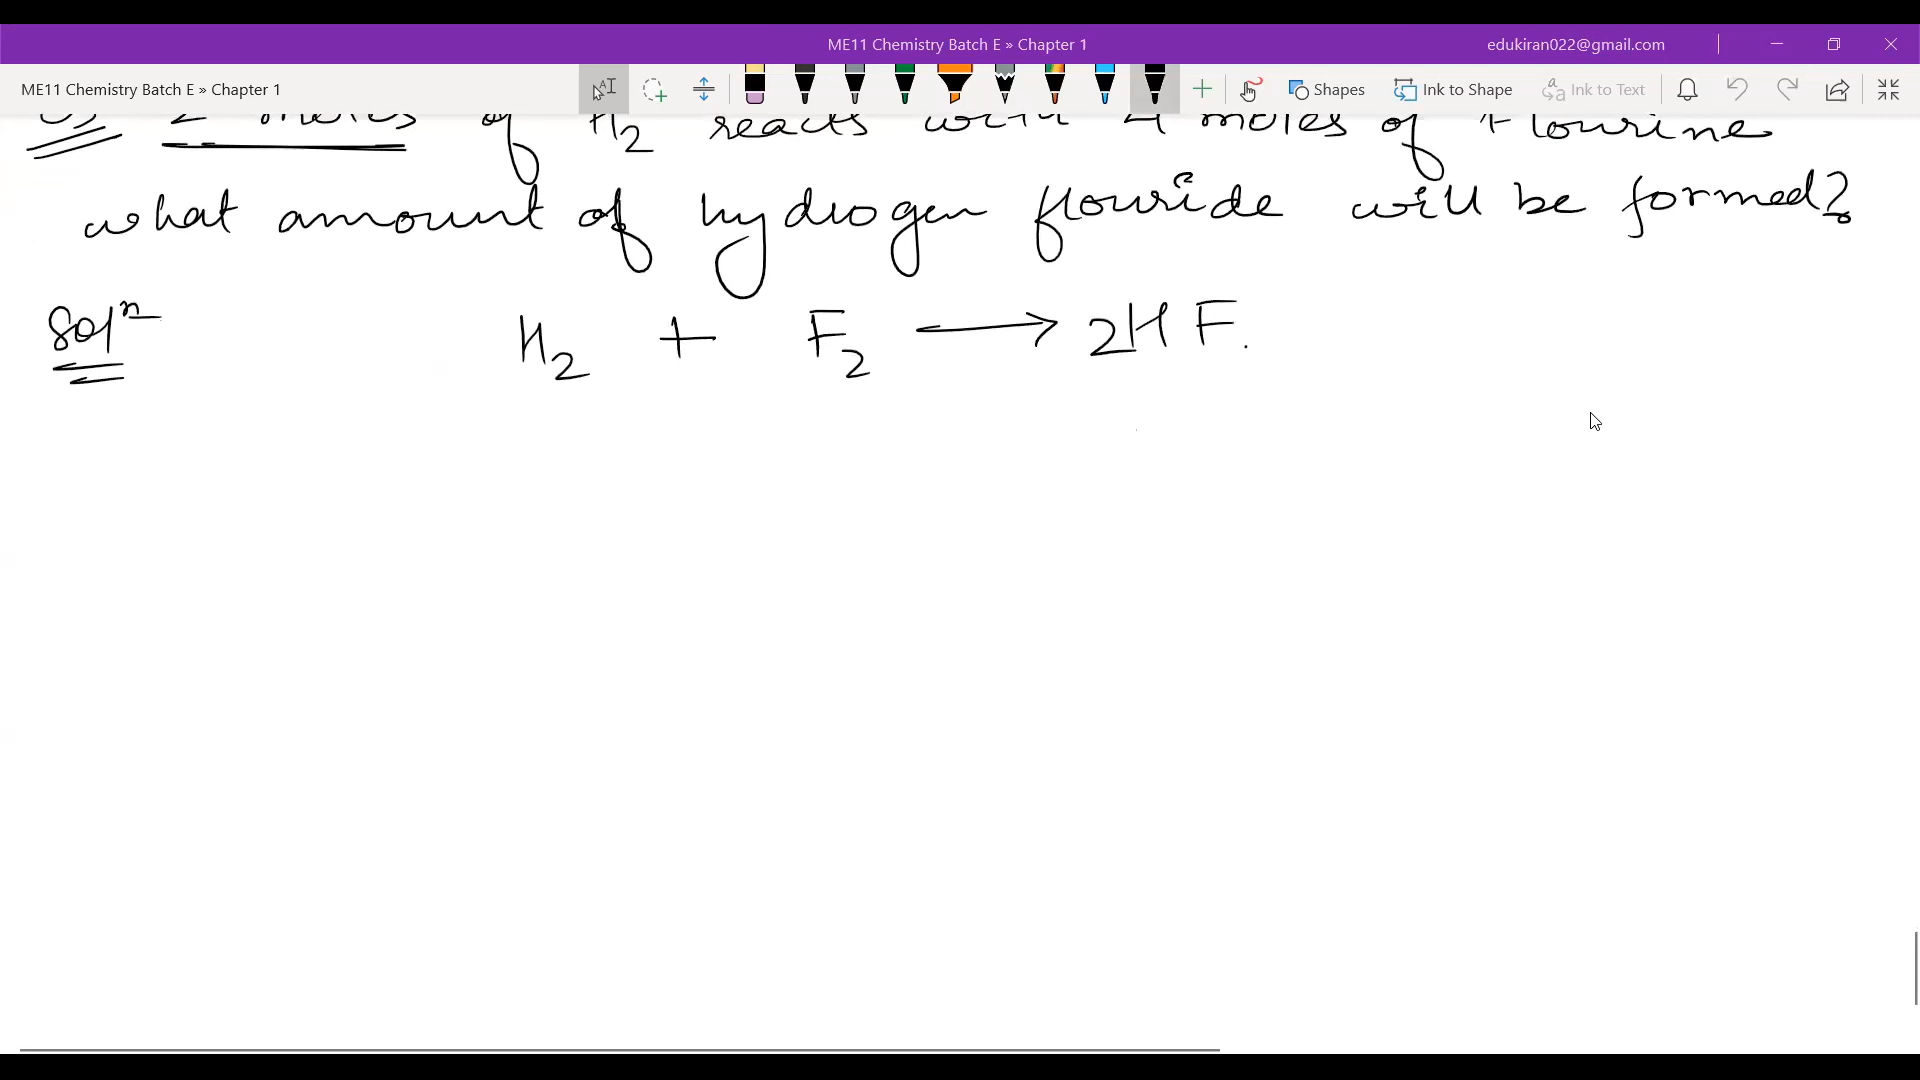 ME11 Chemistry Batch E » Chapter 1
edukiran022@gmail.com
ME11 Chemistry Batch E » Chapter 1
Shapes
Ink to Shape
Ink to Text
2 moles of H2 reacts with 4 moles of Flourine
what amount of hydrogen flouride will be formed?
Solⁿ H2 + F2 ⟶ 2HF.